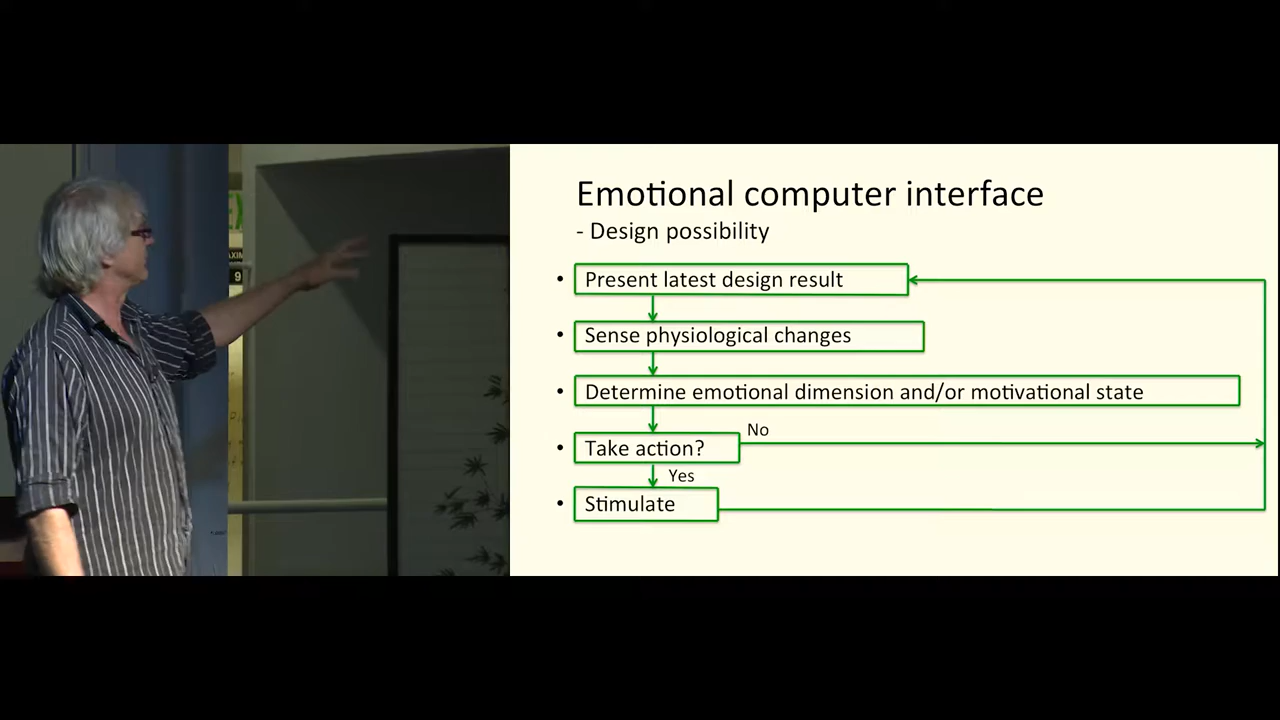 Emotional computer interface
- Design possibility
• Present latest design result
• Sense physiological changes
• Determine emotional dimension and/or motivational state
• Take action?
No
Yes
• Stimulate
9